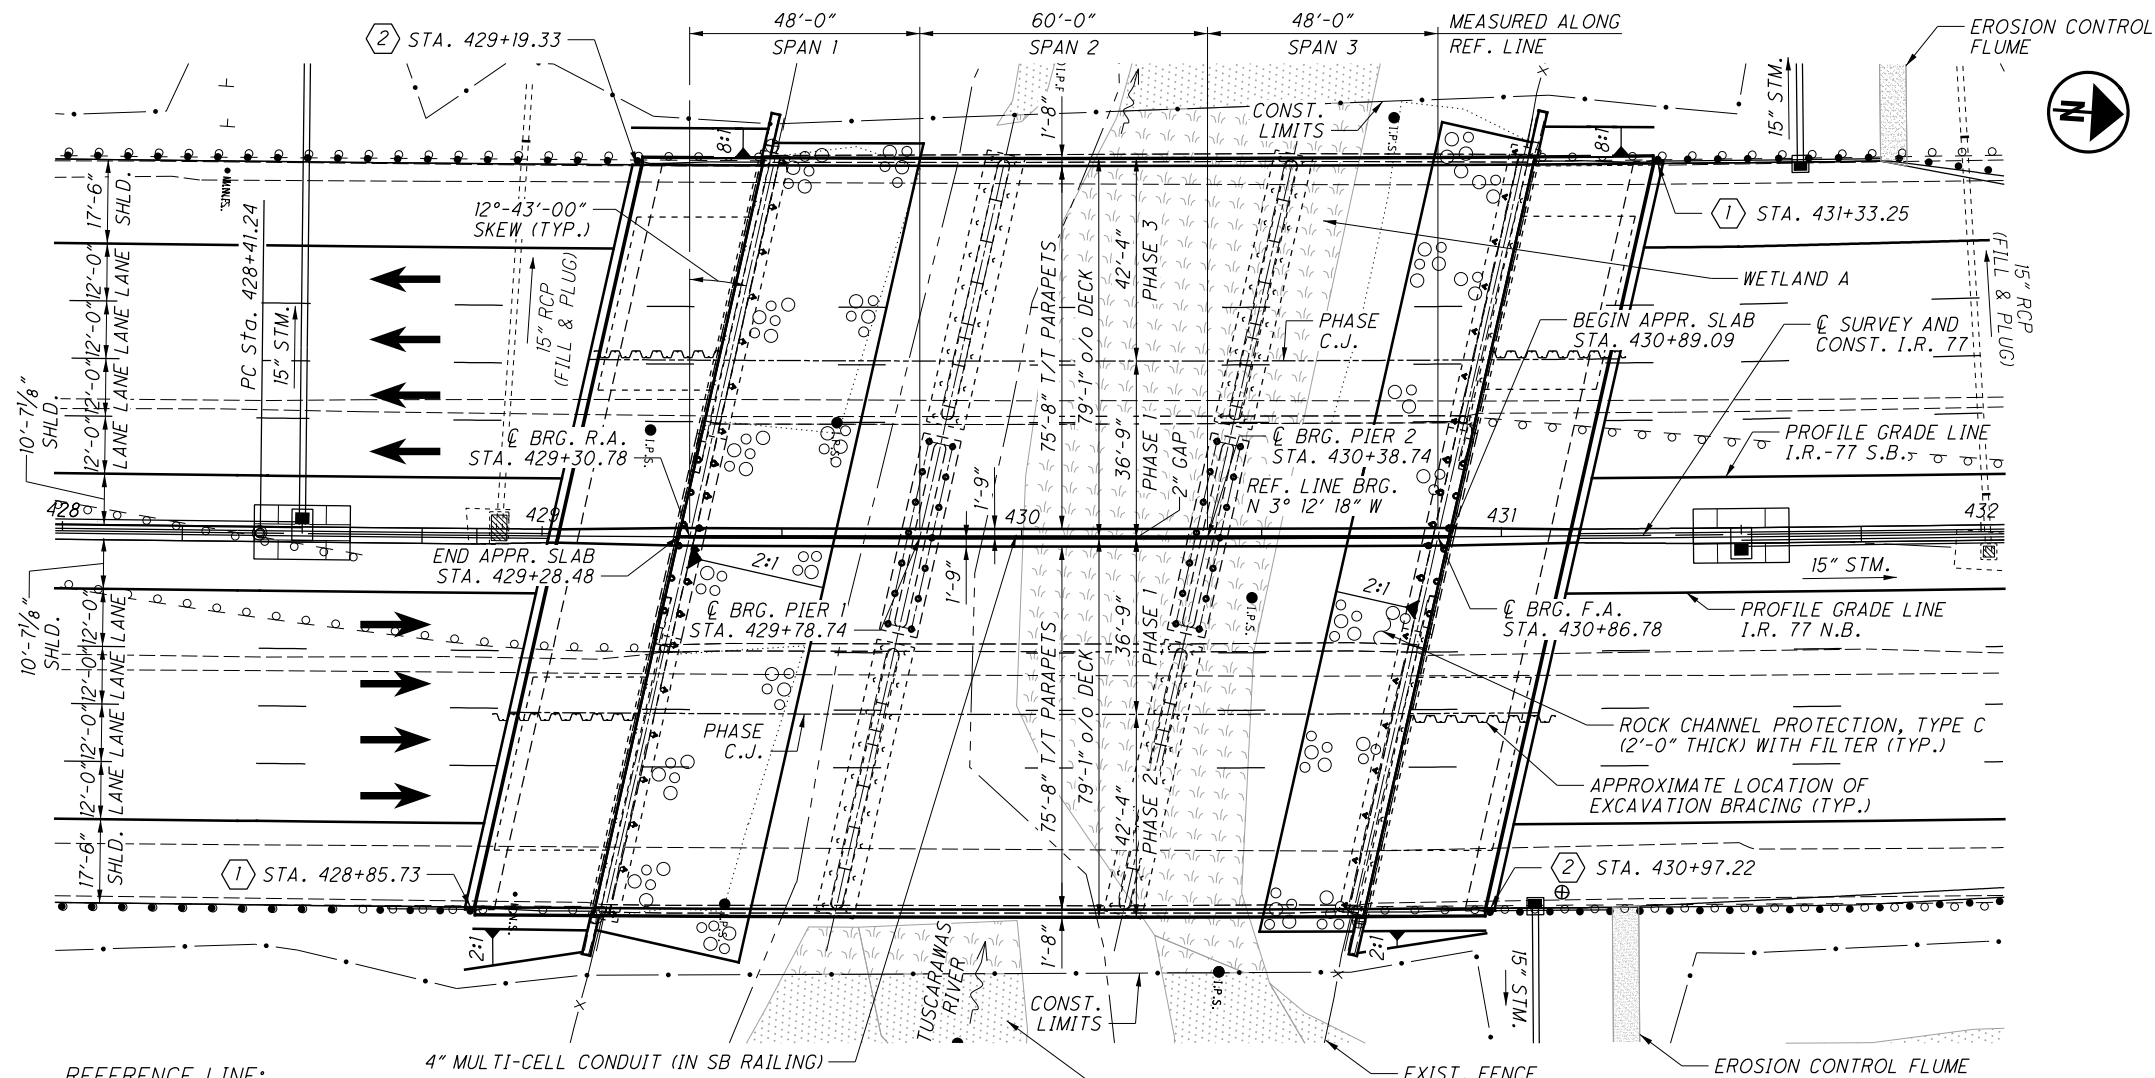 48'-0"
60'-0"
48'-0"
MEASURED ALONG
REF. LINE
SPAN 1
SPAN 2
SPAN 3
2 STA. 429+19.33
EROSION CONTROL
FLUME
N
CONST.
LIMITS
15" STM.
8:1
8:1
1'-8"
I.P.S.
17'-6"
SHLD.
MON.FS.
PC Sta. 428+41.24
15" STM.
12°-43'-00"
SKEW (TYP.)
1 STA. 431+33.25
WETLAND A
15" RCP
(FILL & PLUG)
15" RCP
(FILL & PLUG)
12'-0"
LANE
12'-0"
LANE
12'-0"
LANE
12'-0"
LANE
10'-7 1/8"
SHLD.
75'-8" T/T PARAPETS
79'-1" o/o DECK
42'-4"
PHASE 3
36'-9"
PHASE 1
PHASE
C.J.
BEGIN APPR. SLAB
STA. 430+89.09
℄ SURVEY AND
CONST. I.R. 77
℄ BRG. R.A.
STA. 429+30.78
I.P.S.
I.P.S.
℄ BRG. PIER 2
STA. 430+38.74
2" GAP
REF. LINE BRG.
N 3° 12' 18" W
PROFILE GRADE LINE
I.R.-77 S.B.
428
429
1'-9"
430
431
432
END APPR. SLAB
STA. 429+28.48
2:1
1'-9"
15" STM.
2:1
℄ BRG. PIER 1
STA. 429+78.74
I.P.S.
℄ BRG. F.A.
STA. 430+86.78
PROFILE GRADE LINE
I.R. 77 N.B.
10'-7 1/8"
SHLD.
12'-0"
LANE
12'-0"
LANE
12'-0"
LANE
12'-0"
LANE
17'-6"
SHLD.
75'-8" T/T PARAPETS
79'-1" o/o DECK
36'-9"
PHASE 1
42'-4"
PHASE 2
PHASE
C.J.
ROCK CHANNEL PROTECTION, TYPE C
(2'-0" THICK) WITH FILTER (TYP.)
APPROXIMATE LOCATION OF
EXCAVATION BRACING (TYP.)
1 STA. 428+85.73
2 STA. 430+97.22
2:1
I.P.S.
1'-8"
2:1
15" STM.
TUSCARAWAS
RIVER
CONST.
LIMITS
I.P.S.
4" MULTI-CELL CONDUIT (IN SB RAILING)
EXIST. FENCE
EROSION CONTROL FLUME
REFERENCE LINE: